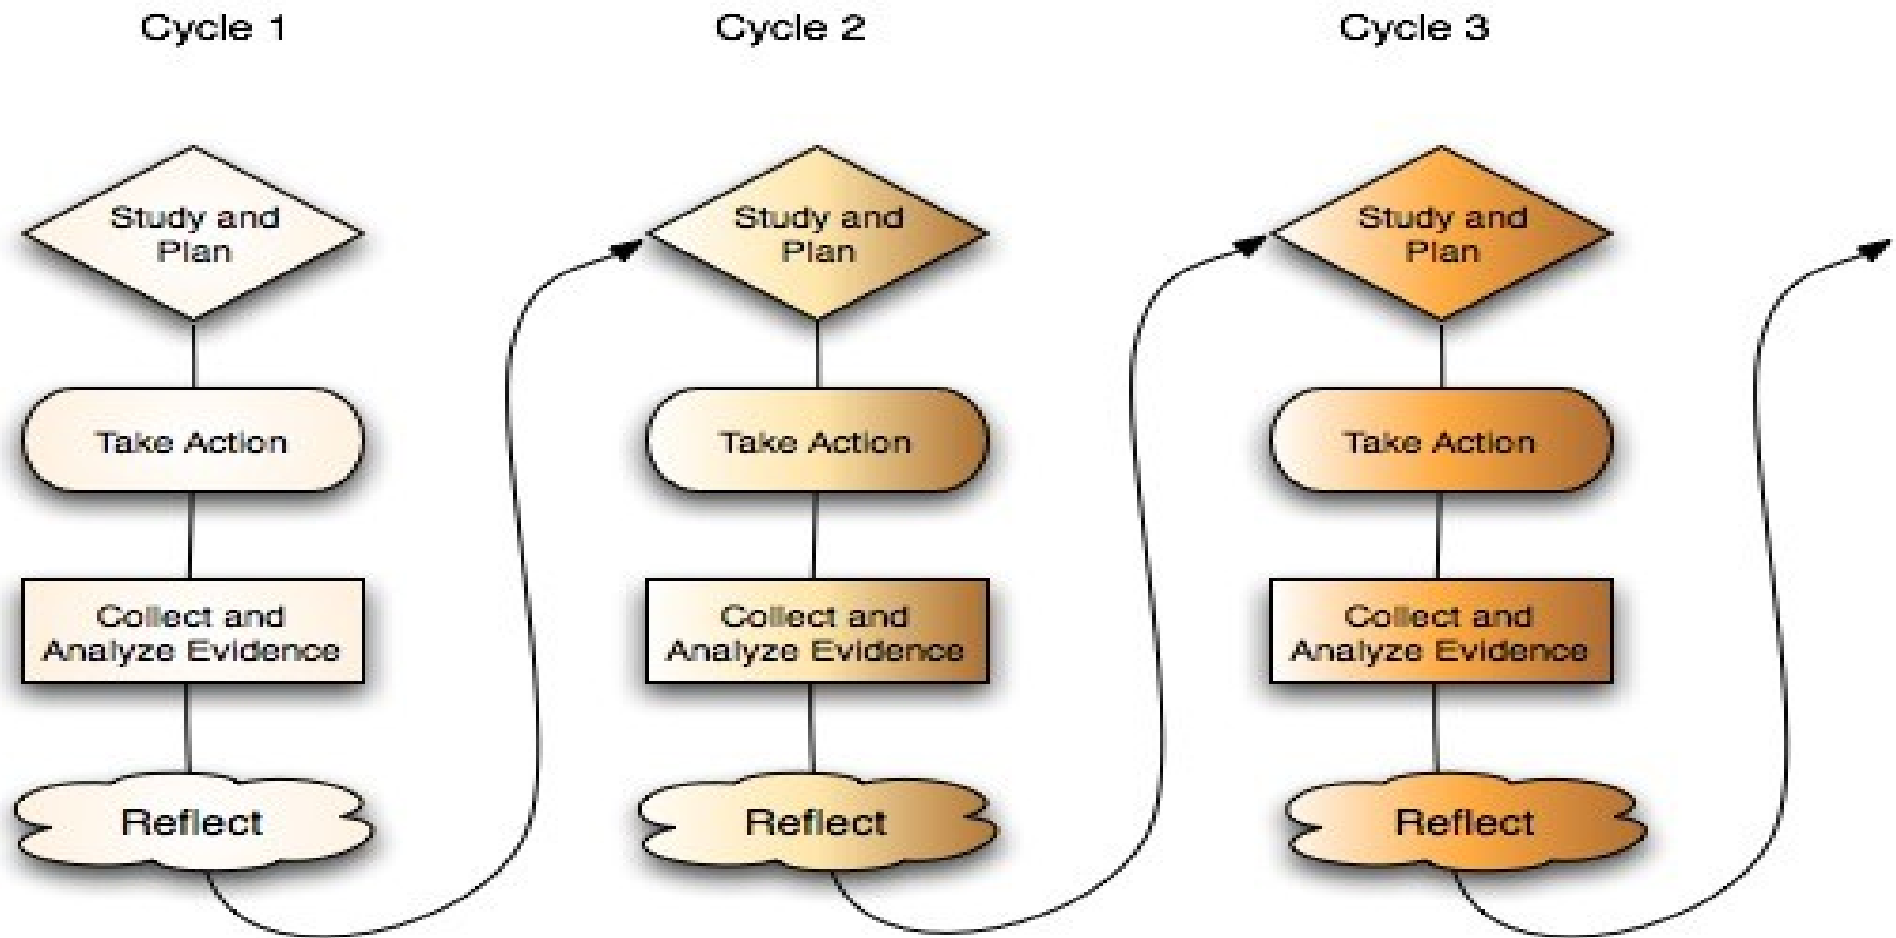 Cycle 1
Study and
Plan
Take Action
Collect and
Analyze Evidence
Reflect
Cycle 2
Study and
Plan
Take Action
Collect and
Analyze Evidence
Reflect
Cycle 3
Study and
Plan
Take Action
Collect and
Analyze Evidence
Reflect